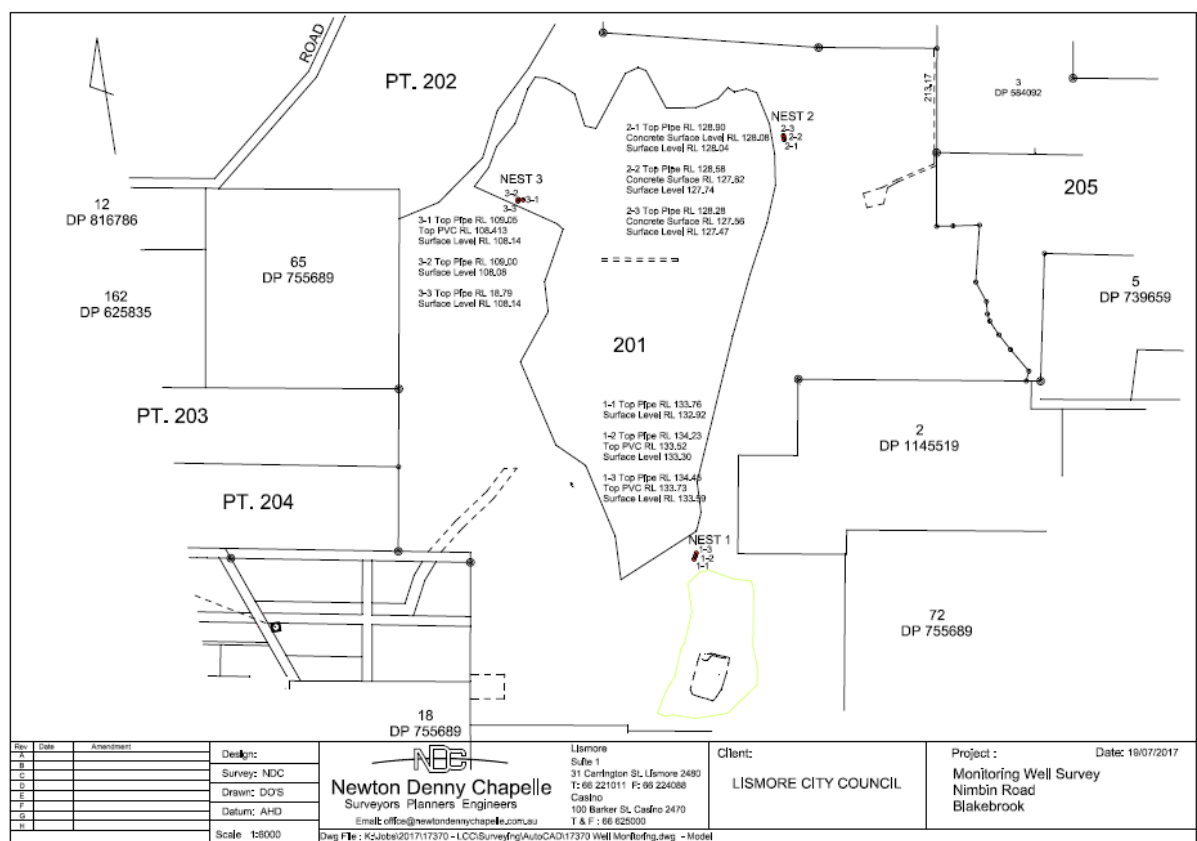 ROAD
PT. 202
213.17
3
DP 584092
NEST 2
2-3
2-2
2-1
2-1 Top Pipe RL 128.90
Concrete Surface Level RL 128.08
Surface Level RL 128.04
2-2 Top Pipe RL 128.58
Concrete Surface RL 127.62
Surface Level 127.74
2-3 Top Pipe RL 128.28
Concrete Surface RL 127.56
Surface Level RL 127.47
205
12
DP 816786
NEST 3
3-2
3-1
3-3
3-1 Top Pipe RL 109.05
Top PVC RL 108.413
Surface Level RL 108.14
3-2 Top Pipe RL 109.00
Surface Level 108.08
3-3 Top Pipe RL 18.79
Surface Level RL 108.14
65
DP 755689
162
DP 625835
5
DP 739659
201
PT. 203
1-1 Top Pipe RL 133.76
Surface Level RL 132.92
1-2 Top Pipe RL 134.23
Top PVC RL 133.52
Surface Level 133.30
1-3 Top Pipe RL 134.45
Top PVC RL 133.73
Surface Level RL 133.59
2
DP 1145519
PT. 204
NEST 1
1-3
1-2
1-1
72
DP 755689
18
DP 755689
Rev Date Amendment
A
B
C
D
E
F
G
H
Design:
Survey: NDC
Drawn: DO'S
Datum: AHD
Scale 1:6000
NDC
Newton Denny Chapelle
Surveyors Planners Engineers
Email: office@newtondennychapelle.com.au
Lismore
Suite 1
31 Carrington St. Lismore 2480
T: 66 221011 F: 66 224088
Casino
100 Barker St. Casino 2470
T & F : 66 625000
Dwg File : K:\Jobs\2017\17370 - LCC\Surveying\AutoCAD\17370 Well Monitoring.dwg - Model
Client:
LISMORE CITY COUNCIL
Project :
Date: 19/07/2017
Monitoring Well Survey
Nimbin Road
Blakebrook